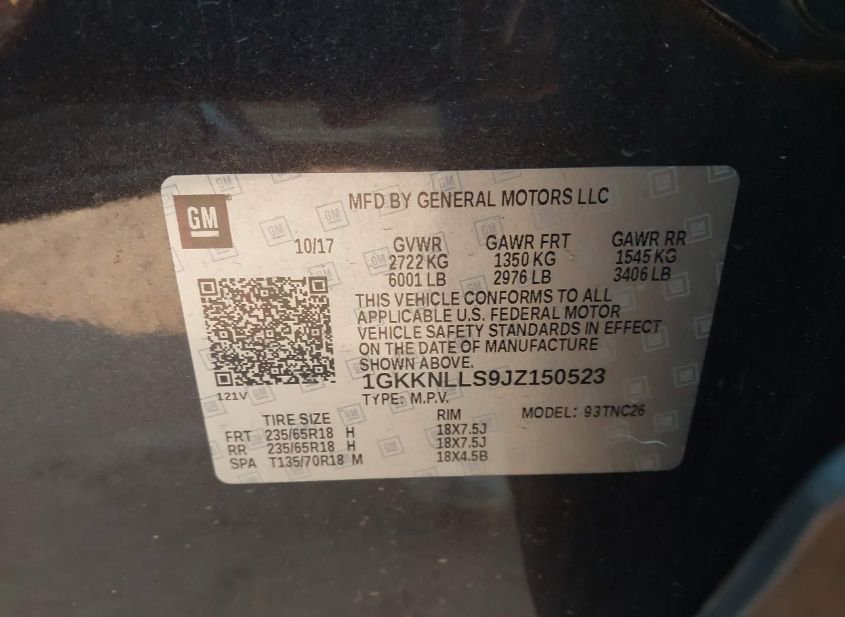 GM
MFD BY GENERAL MOTORS LLC
10/17
GVWR GAWR FRT GAWR RR
2722 KG 1350 KG 1545 KG
6001 LB 2976 LB 3406 LB
THIS VEHICLE CONFORMS TO ALL
APPLICABLE U.S. FEDERAL MOTOR
VEHICLE SAFETY STANDARDS IN EFFECT
ON THE DATE OF MANUFACTURE
SHOWN ABOVE.
1GKKNLLS9JZ150523
121V
TYPE: M.P.V.
TIRE SIZE RIM MODEL: 93TNC26
FRT 235/65R18 H 18X7.5J
RR 235/65R18 H 18X7.5J
SPA T135/70R18 M 18X4.5B